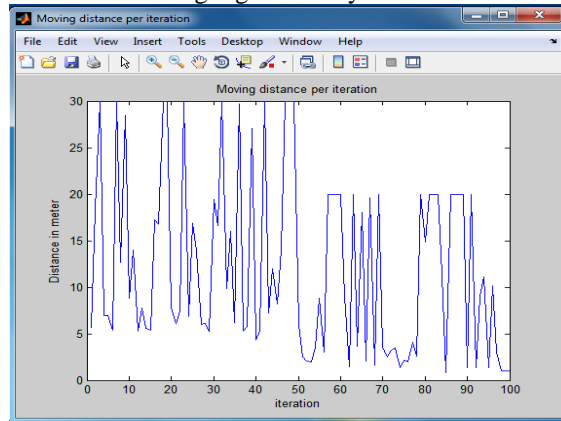 Moving distance per iteration
File Edit View Insert Tools Desktop Window Help
Moving distance per iteration
30
25
20
15
10
5
0
Distance in meter
0 10 20 30 40 50 60 70 80 90 100
iteration